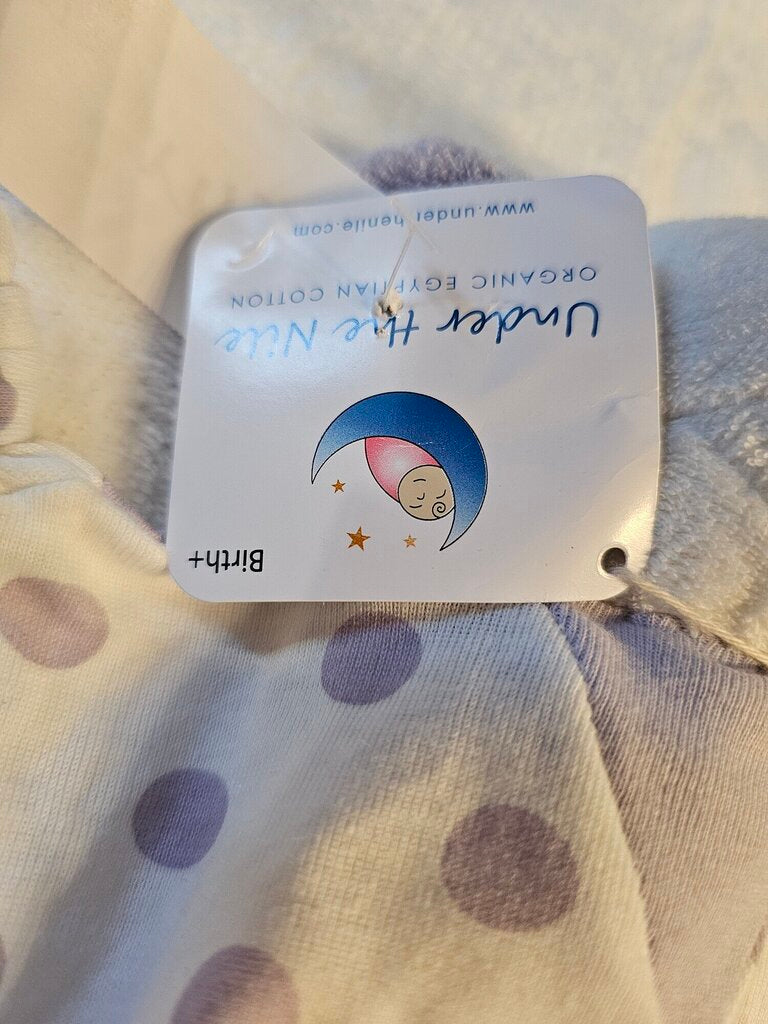 Birth+
Under the Nile
ORGANIC EGYPTIAN COTTON
www.underthenile.com